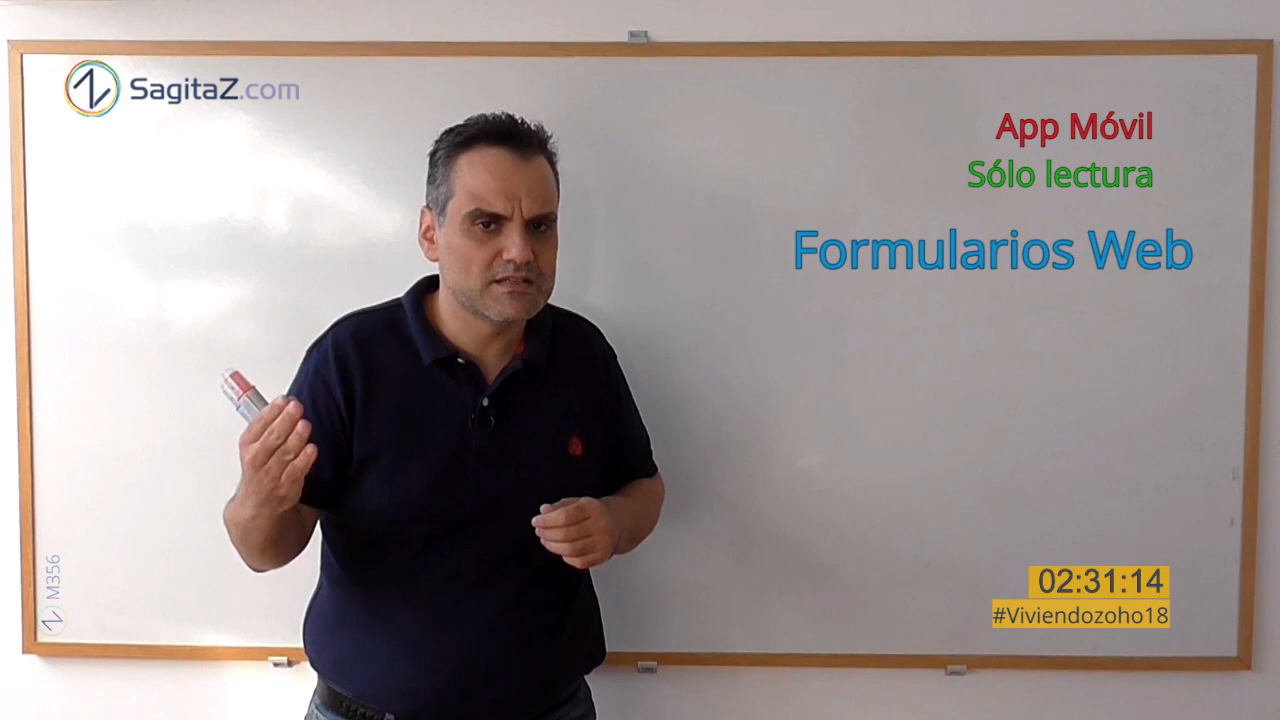 SagitaZ.com
App Móvil
Sólo lectura
Formularios Web
M356
02:31:14
#Viviendozoho18